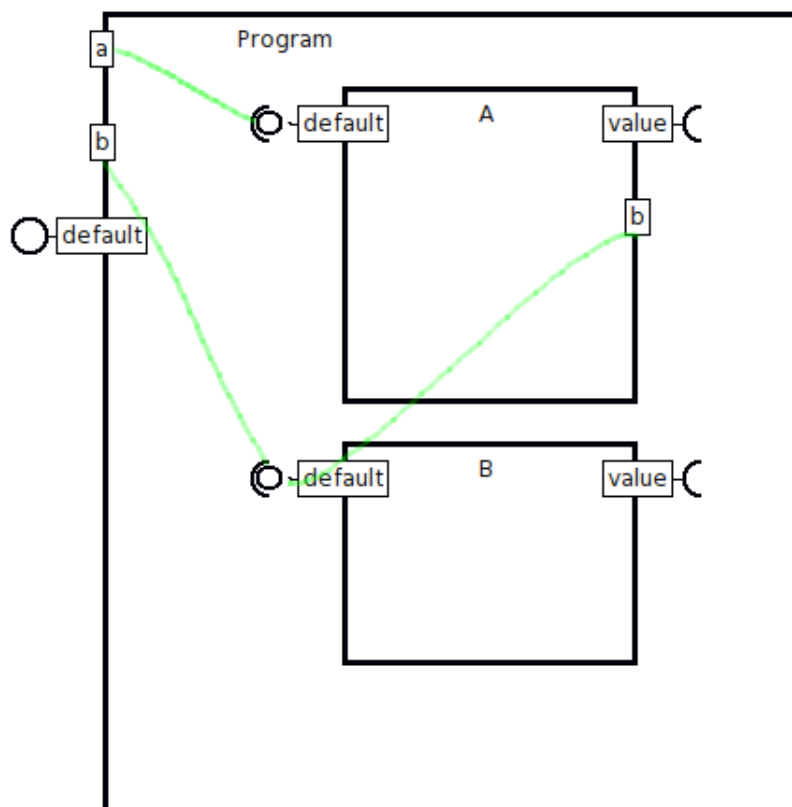 Program
a
b
default
default
A
value
b
default
B
value